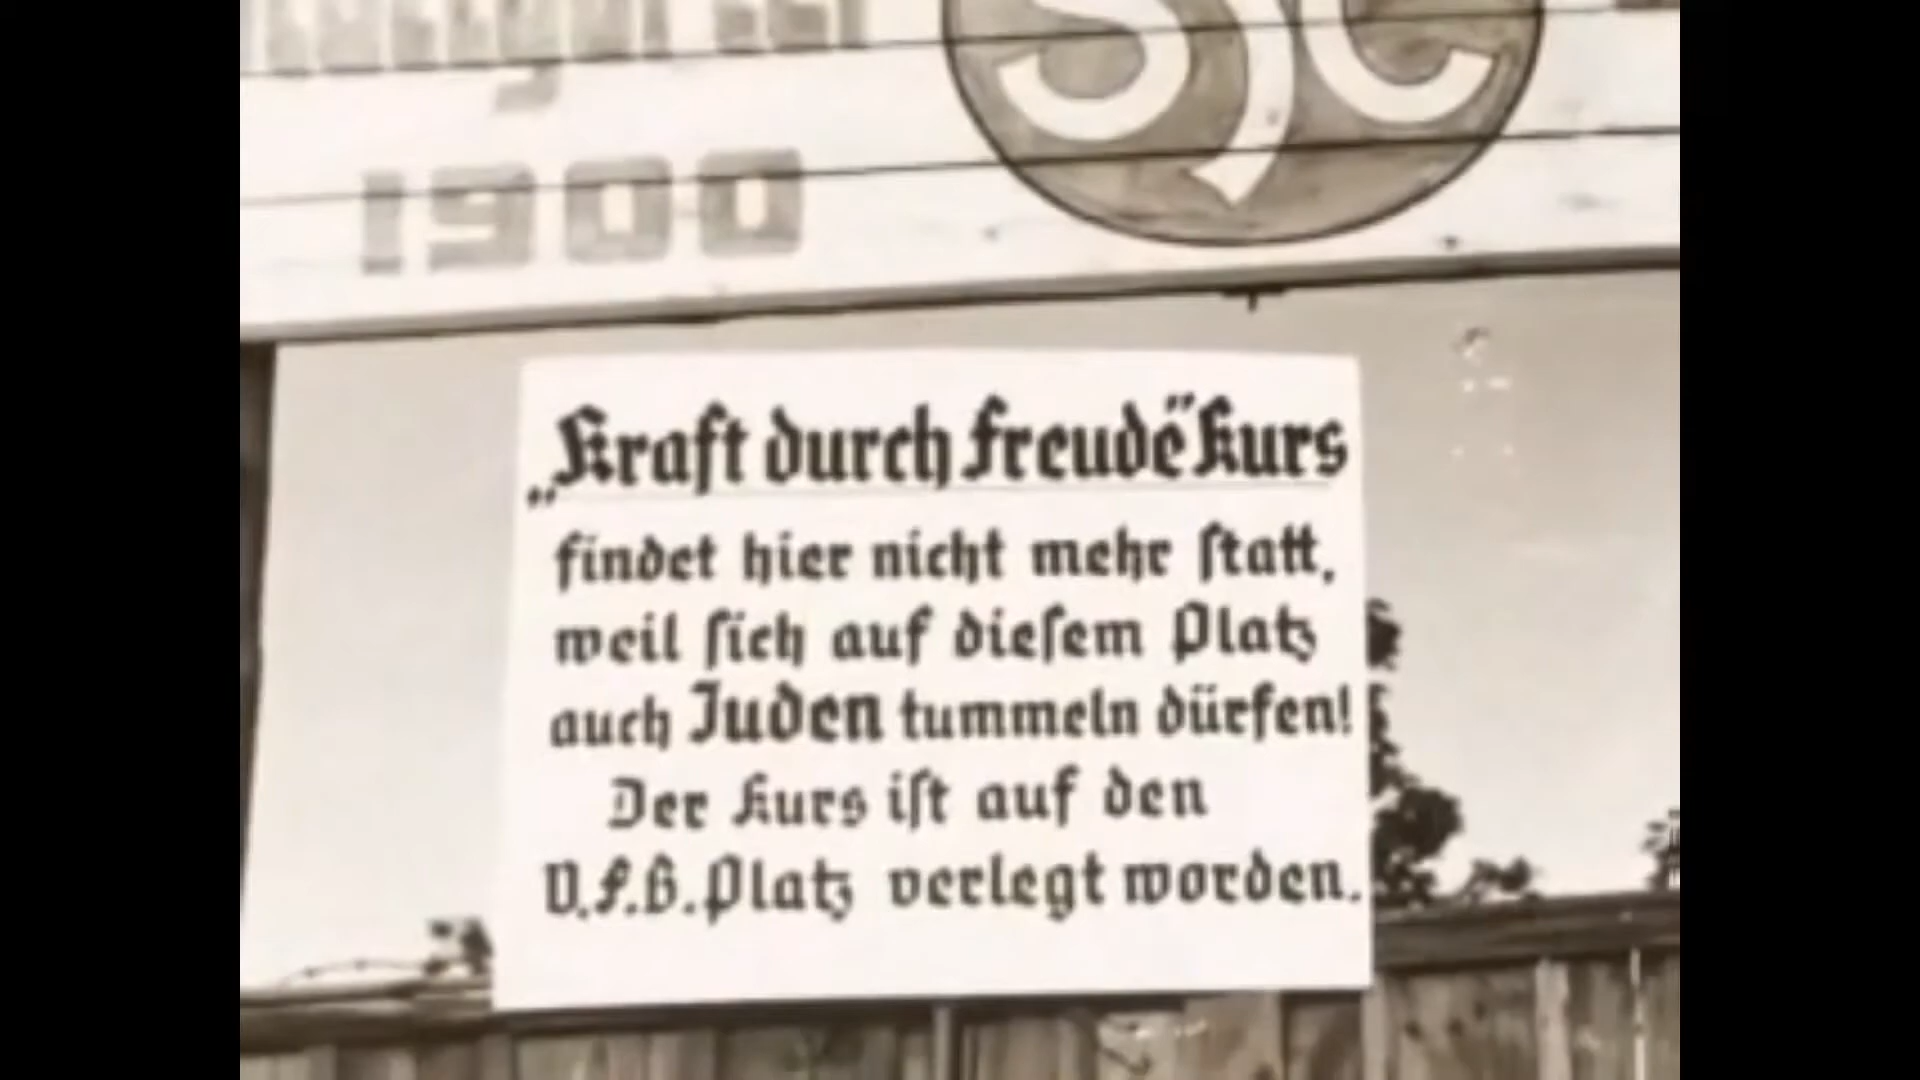 SJC
1900
„Kraft durch Freude“ Kurs
findet hier nicht mehr ſtatt,
weil ſich auf dieſem Platz
auch Juden tummeln dürfen!
Der Kurs iſt auf den
V.f.B. Platz verlegt worden.